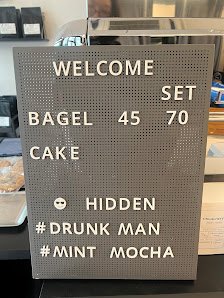 WELCOME
SET
BAGEL 45 70
CAKE
HIDDEN
#DRUNK MAN
#MINT MOCHA